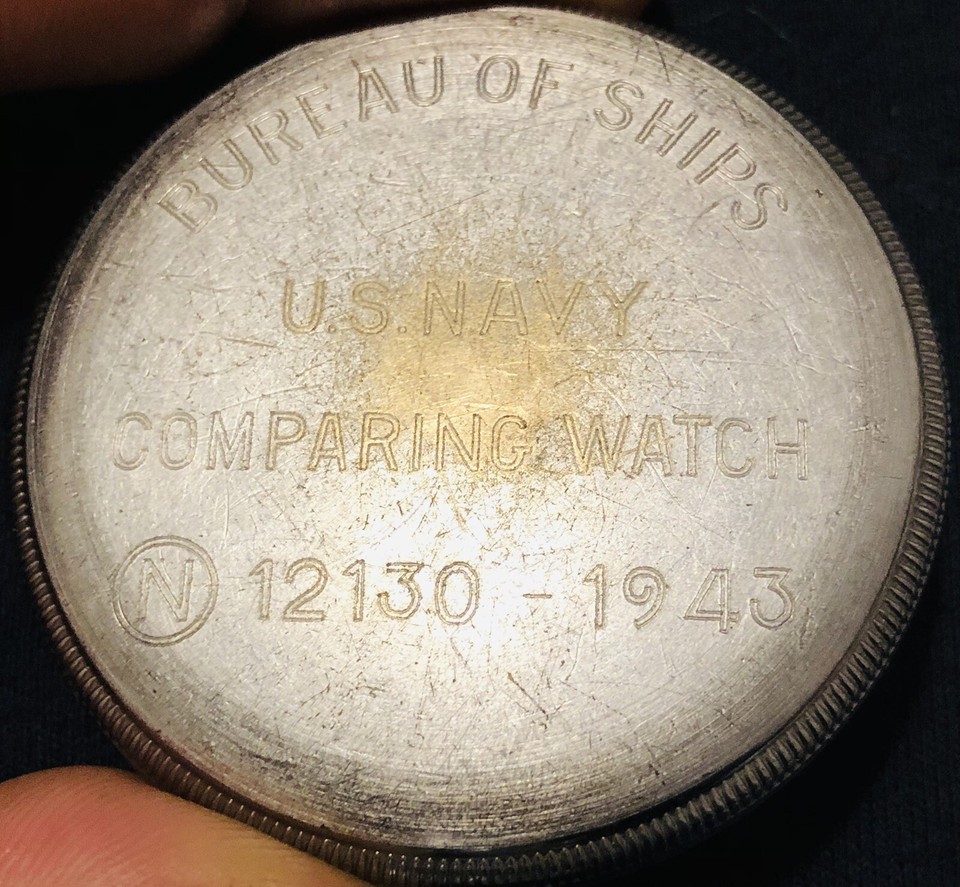 BUREAU OF SHIPS
U.S. NAVY
COMPARING WATCH
N 12130 - 1943